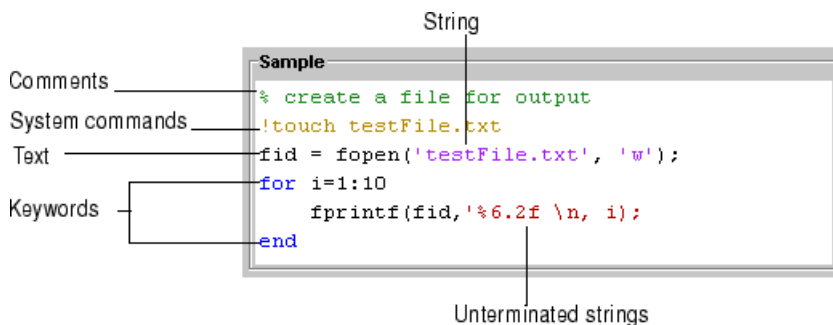 String
Sample
Comments
% create a file for output
System commands
!touch testFile.txt
Text
fid = fopen('testFile.txt', 'w');
Keywords
for i=1:10
fprintf(fid,'%6.2f \n, i);
end
Unterminated strings